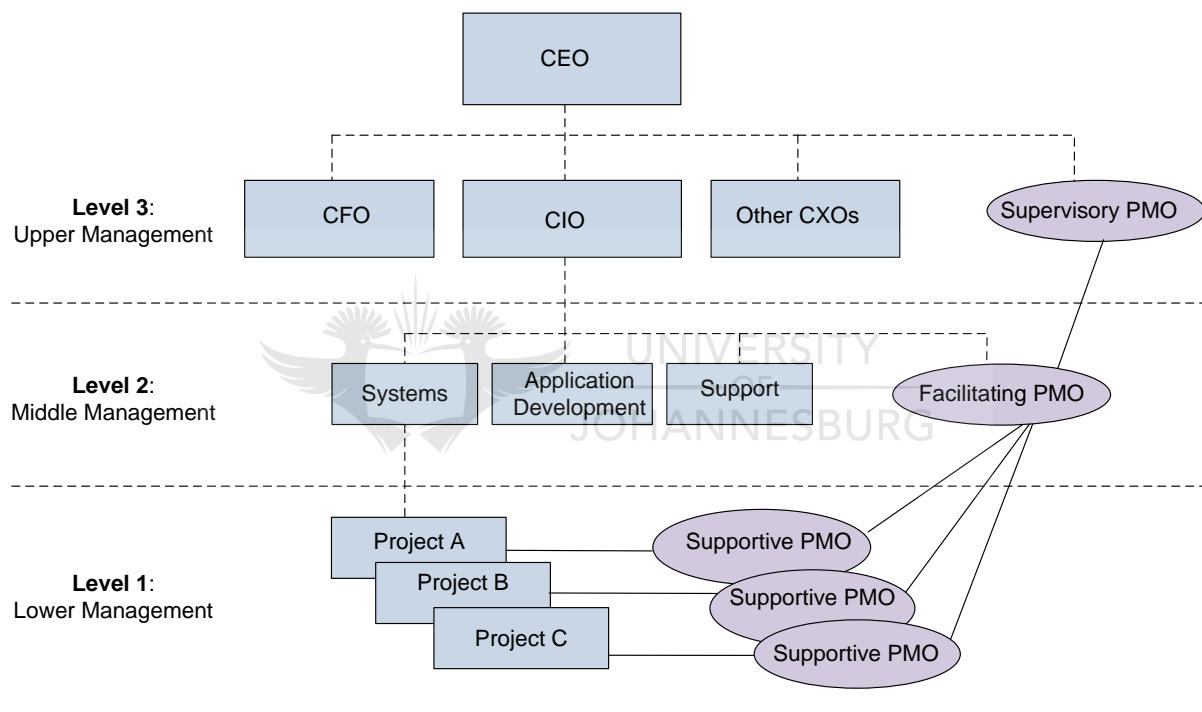 CEO
Level 3:
Upper Management
CFO
CIO
Other CXOs
Supervisory PMO
UNIVERSITY
OF
JOHANNESBURG
Level 2:
Middle Management
Systems
Application
Development
Support
Facilitating PMO
Level 1:
Lower Management
Project A
Supportive PMO
Project B
Supportive PMO
Project C
Supportive PMO